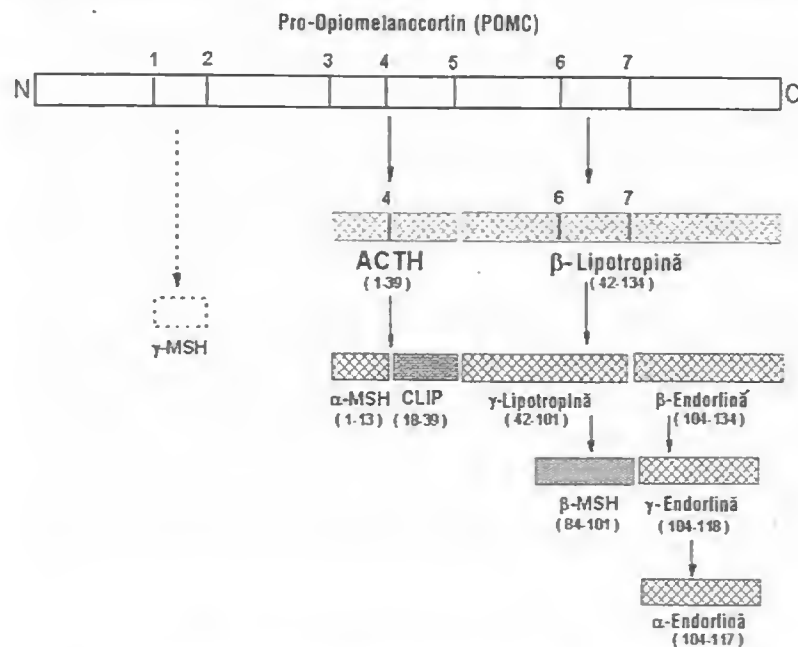 Pro-Opiomelanocortin (POMC)
1 2 3 4 5 6 7
N C
4 6 7
ACTH β-Lipotropină
(1-39) (42-134)
γ-MSH
α-MSH CLIP γ-Lipotropină β-Endorfină
(1-13) (18-39) (42-101) (104-134)
β-MSH γ-Endorfină
(84-101) (104-118)
α-Endorfină
(104-117)